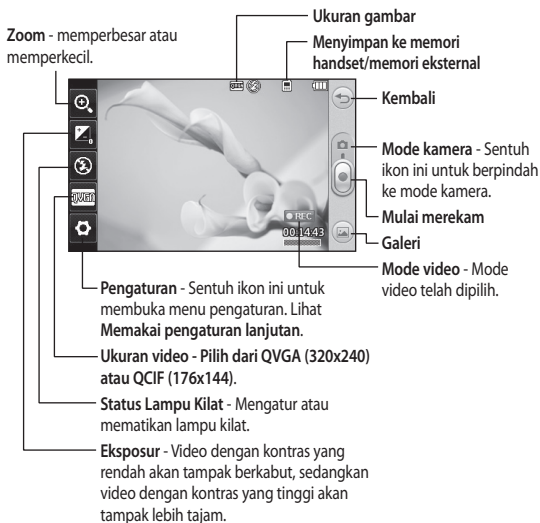 Ukuran gambar
Zoom - memperbesar atau
memperkecil.
Menyimpan ke memori
handset/memori eksternal
Kembali
Mode kamera - Sentuh
ikon ini untuk berpindah
ke mode kamera.
Mulai merekam
Galeri
Mode video - Mode
video telah dipilih.
QVGA
REC
00:14:43
Pengaturan - Sentuh ikon ini untuk
membuka menu pengaturan. Lihat
Memakai pengaturan lanjutan.
Ukuran video - Pilih dari QVGA (320x240)
atau QCIF (176x144).
Status Lampu Kilat - Mengatur atau
mematikan lampu kilat.
Eksposur - Video dengan kontras yang
rendah akan tampak berkabut, sedangkan
video dengan kontras yang tinggi akan
tampak lebih tajam.